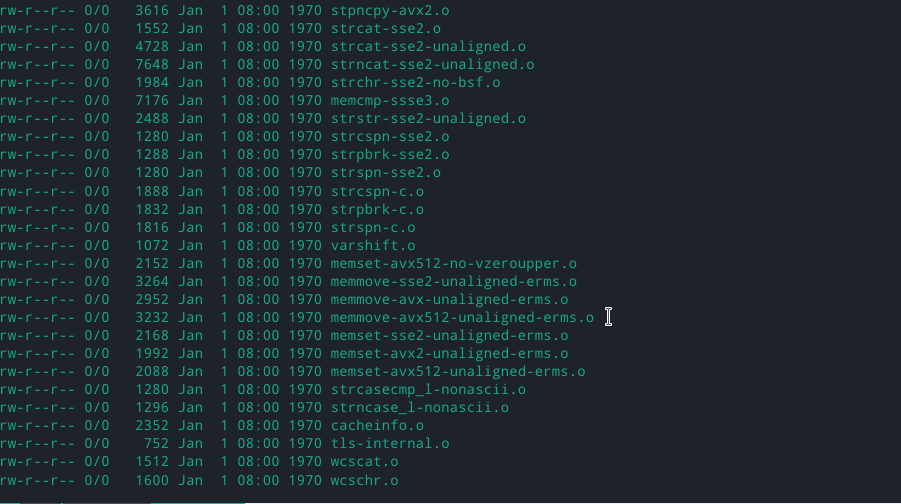 rw-r--r-- 0/0   3616 Jan  1 08:00 1970 stpncpy-avx2.o
rw-r--r-- 0/0   1552 Jan  1 08:00 1970 strcat-sse2.o
rw-r--r-- 0/0   4728 Jan  1 08:00 1970 strcat-sse2-unaligned.o
rw-r--r-- 0/0   7648 Jan  1 08:00 1970 strncat-sse2-unaligned.o
rw-r--r-- 0/0   1984 Jan  1 08:00 1970 strchr-sse2-no-bsf.o
rw-r--r-- 0/0   7176 Jan  1 08:00 1970 memcmp-ssse3.o
rw-r--r-- 0/0   2488 Jan  1 08:00 1970 strstr-sse2-unaligned.o
rw-r--r-- 0/0   1280 Jan  1 08:00 1970 strcspn-sse2.o
rw-r--r-- 0/0   1288 Jan  1 08:00 1970 strpbrk-sse2.o
rw-r--r-- 0/0   1280 Jan  1 08:00 1970 strspn-sse2.o
rw-r--r-- 0/0   1888 Jan  1 08:00 1970 strcspn-c.o
rw-r--r-- 0/0   1832 Jan  1 08:00 1970 strpbrk-c.o
rw-r--r-- 0/0   1816 Jan  1 08:00 1970 strspn-c.o
rw-r--r-- 0/0   1072 Jan  1 08:00 1970 varshift.o
rw-r--r-- 0/0   2152 Jan  1 08:00 1970 memset-avx512-no-vzeroupper.o
rw-r--r-- 0/0   3264 Jan  1 08:00 1970 memmove-sse2-unaligned-erms.o
rw-r--r-- 0/0   2952 Jan  1 08:00 1970 memmove-avx-unaligned-erms.o
rw-r--r-- 0/0   3232 Jan  1 08:00 1970 memmove-avx512-unaligned-erms.o
rw-r--r-- 0/0   2168 Jan  1 08:00 1970 memset-sse2-unaligned-erms.o
rw-r--r-- 0/0   1992 Jan  1 08:00 1970 memset-avx2-unaligned-erms.o
rw-r--r-- 0/0   2088 Jan  1 08:00 1970 memset-avx512-unaligned-erms.o
rw-r--r-- 0/0   1280 Jan  1 08:00 1970 strcasecmp_l-nonascii.o
rw-r--r-- 0/0   1296 Jan  1 08:00 1970 strncase_l-nonascii.o
rw-r--r-- 0/0   2352 Jan  1 08:00 1970 cacheinfo.o
rw-r--r-- 0/0    752 Jan  1 08:00 1970 tls-internal.o
rw-r--r-- 0/0   1512 Jan  1 08:00 1970 wcscat.o
rw-r--r-- 0/0   1600 Jan  1 08:00 1970 wcschr.o